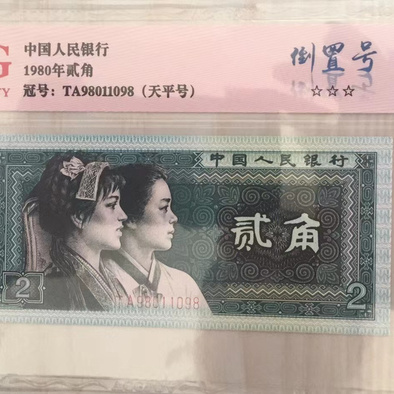 G
TY
中国人民银行
1980年贰角
冠号：TA98011098（天平号）
倒置号
☆☆☆
中国人民银行
贰角
2
TA98011098
2